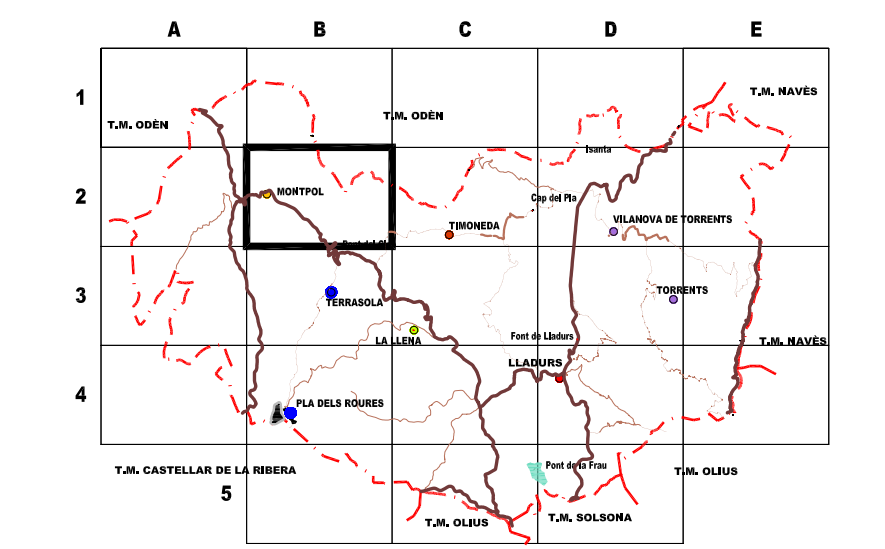 A B C D E
1
T.M. NAVÈS
T.M. ODÈN
T.M. ODÈN
Isanta
2
MONTPOL
Cap del Pla
TIMONEDA
VILANOVA DE TORRENTS
Pont del
3
TORRENTS
TERRASOLA
LA LLENA
Font de Lladurs
T.M. NAVÈS
LLADURS
4
PLA DELS ROURES
T.M. CASTELLAR DE LA RIBERA
Pont de la Frau
T.M. OLIUS
5
T.M. OLIUS
T.M. SOLSONA